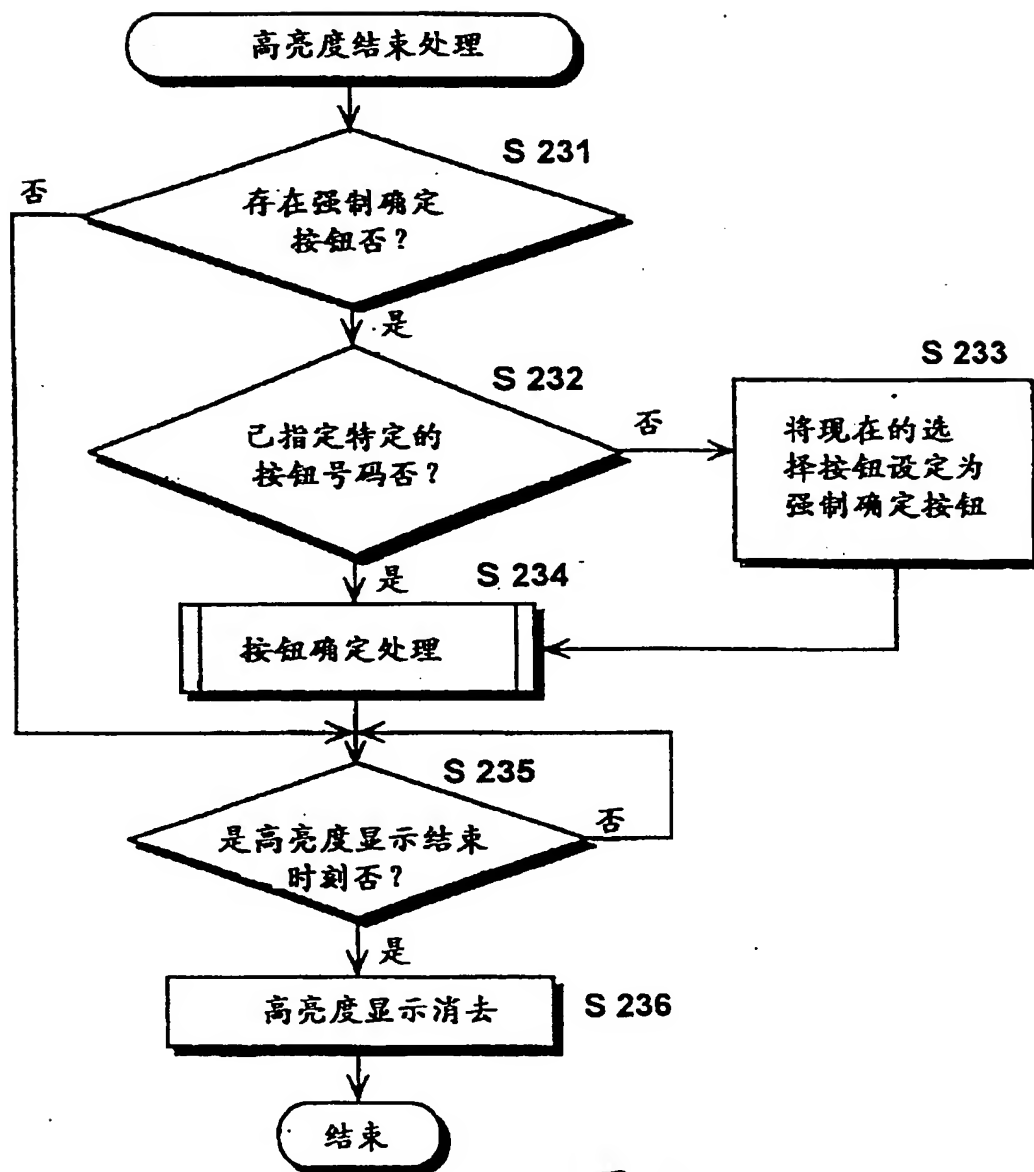 高亮度结束处理
S 231
否
存在强制确定
按钮否？
是
S 232
S 233
已指定特定的
按钮号码否？
否
将现在的选
择按钮设定为
强制确定按钮
是
S 234
按钮确定处理
S 235
是高亮度显示结束
时刻否？
否
是
高亮度显示消去
S 236
结束